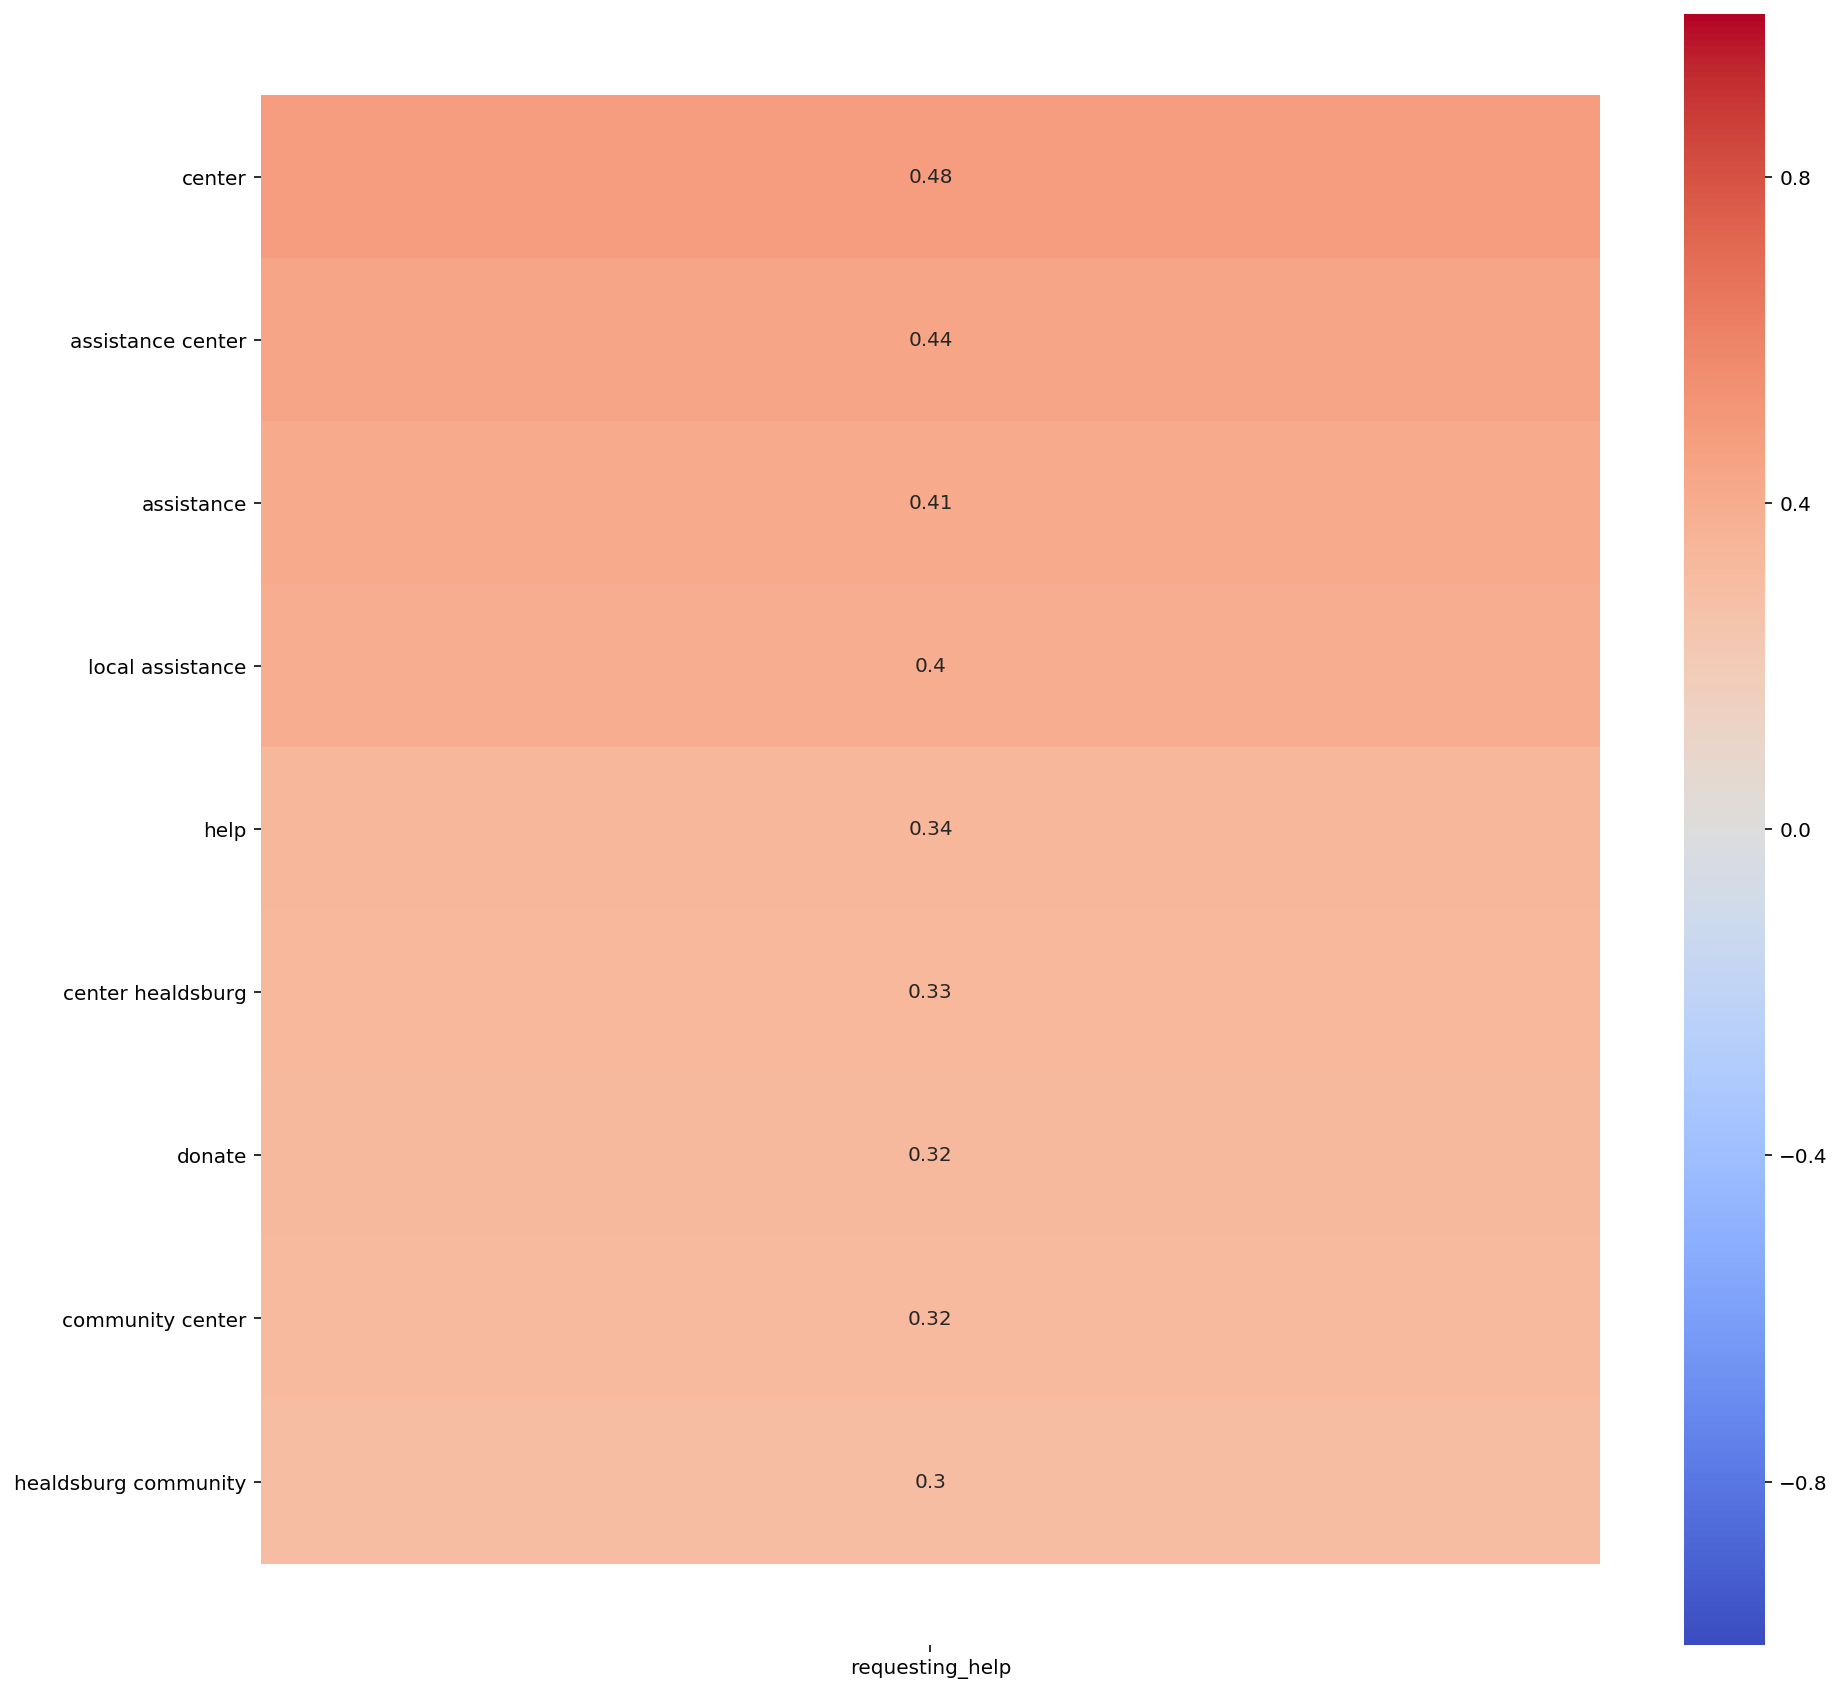 center 0.48
assistance center 0.44
assistance 0.41
local assistance 0.4
help 0.34
center healdsburg 0.33
donate 0.32
community center 0.32
healdsburg community 0.3
requesting_help
0.8
0.4
0.0
−0.4
−0.8